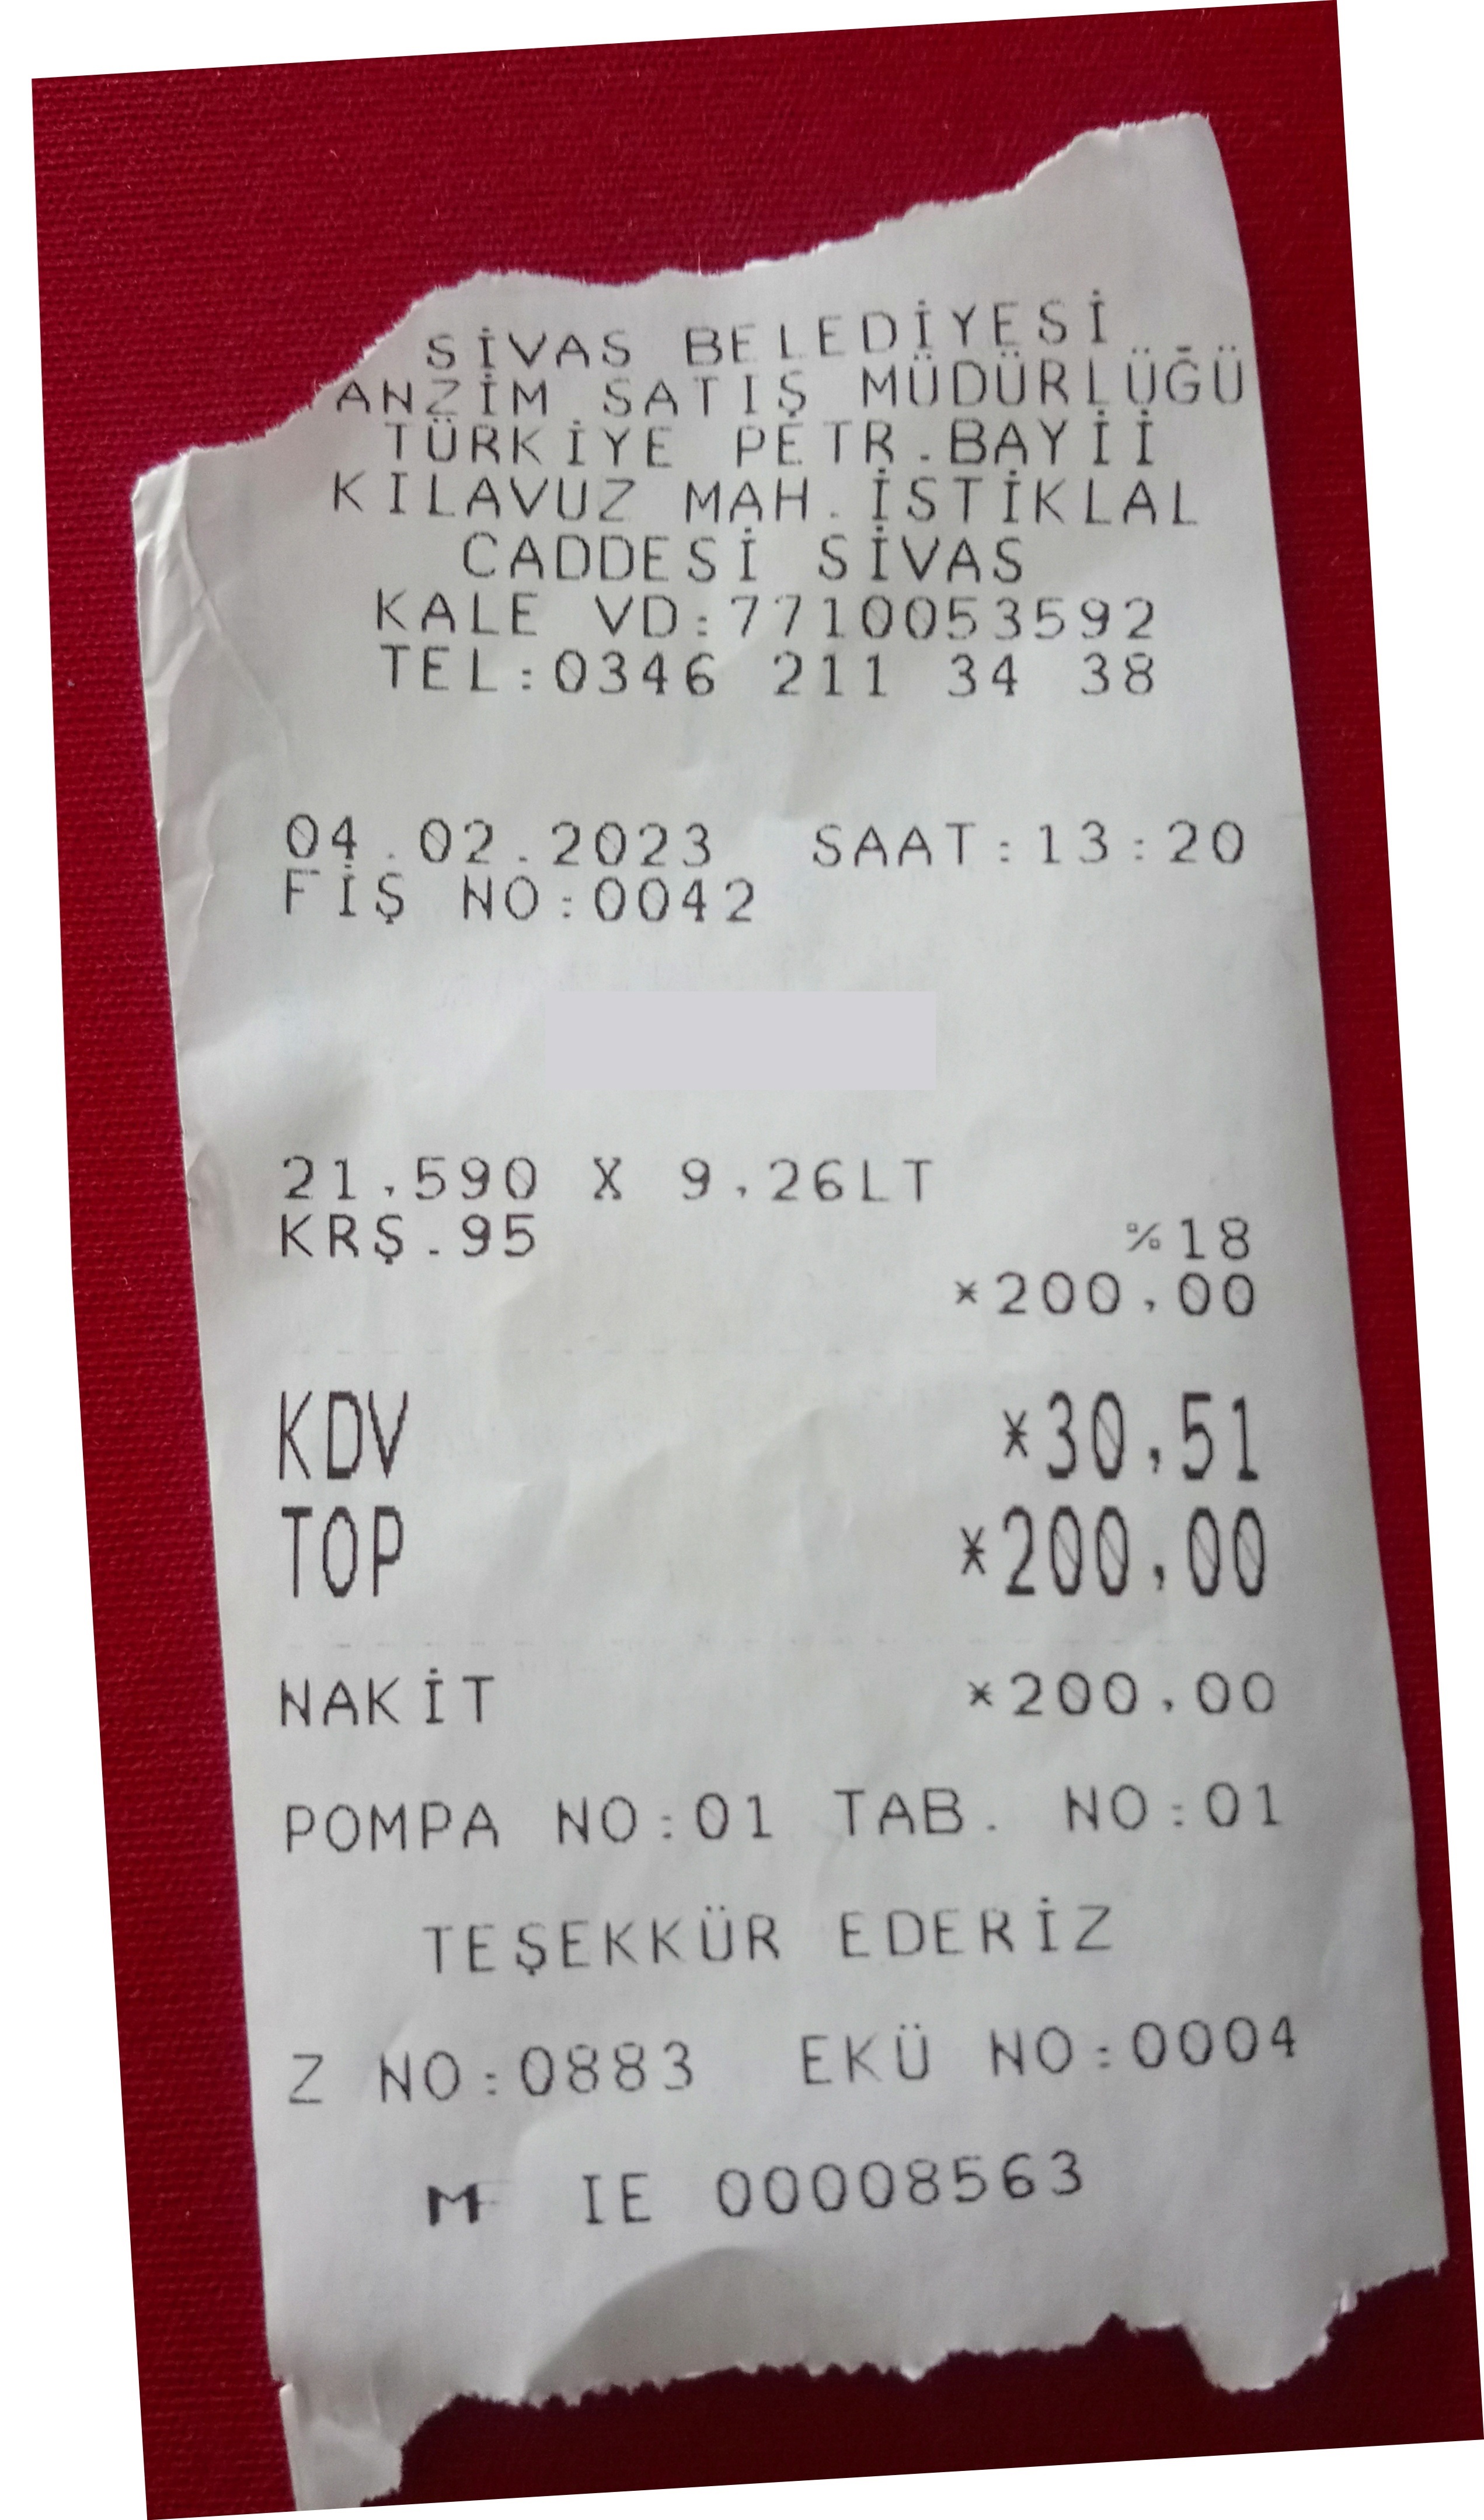 SİVAS BELEDİYESİ
ANZİM SATIŞ MÜDÜRLÜĞÜ
TÜRKİYE PETR.BAYİİ
KILAVUZ MAH.İSTİKLAL
CADDESİ SİVAS
KALE VD:7710053592
TEL:0346 211 34 38
04.02.2023 SAAT:13:20
FİŞ NO:0042
21,590 X 9,26LT
KRŞ.95 %18
*200,00
KDV *30,51
TOP *200,00
NAKİT *200,00
POMPA NO:01 TAB. NO:01
TEŞEKKÜR EDERİZ
Z NO:0883 EKÜ NO:0004
MF IE 00008563